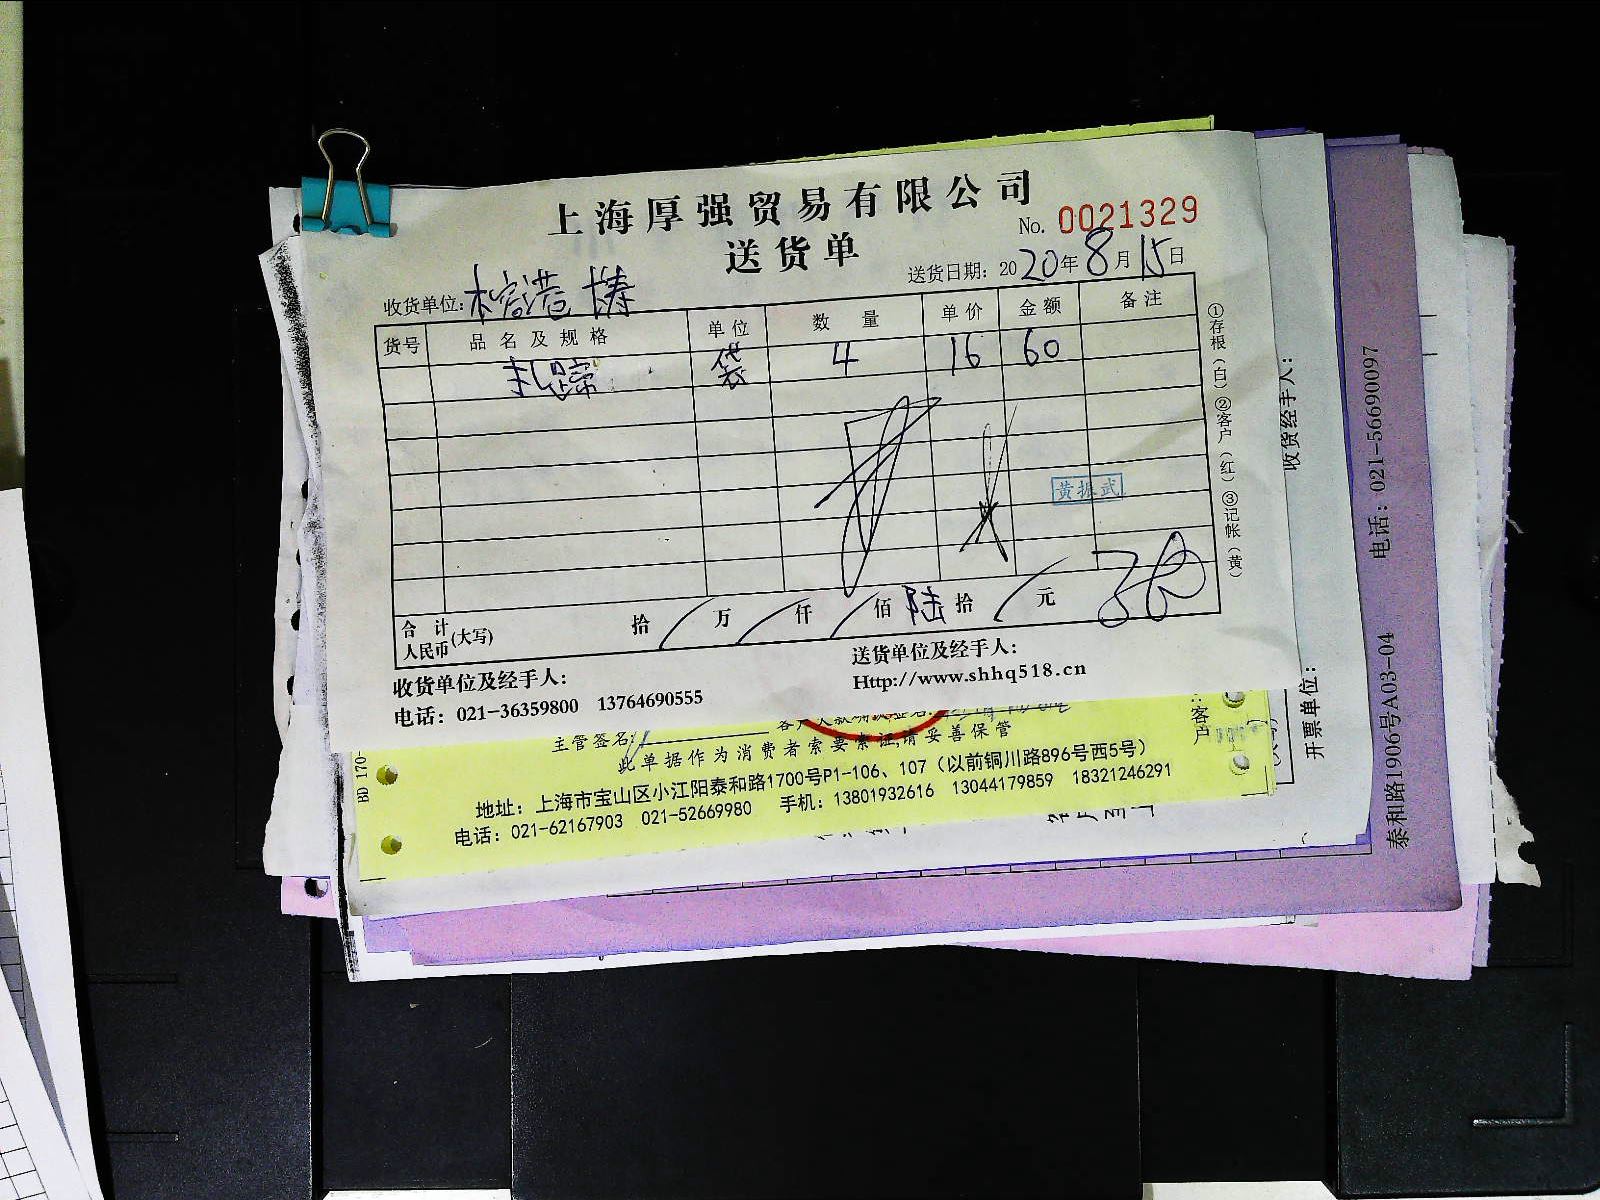 上海厚强贸易有限公司
No. 0021329
送货单
送货日期: 2020年8月15日
收货单位:
货号 品名及规格 单位 数量 单价 金额 备注
袋 4 16 60
黄振武
合计人民币(大写) 拾 万 仟 佰 陆拾 元
①存根(白)②客户(红)③记帐(黄)
收货单位及经手人:
送货单位及经手人:
电话: 021-36359800 13764690555
Http://www.shhq518.cn
主管签名:
此单据作为消费者索要索证,请妥善保管
地址: 上海市宝山区小江阳泰和路1700号P1-106、107(以前铜川路896号西5号)
电话: 021-62167903 021-52669980 手机: 13801932616 13044179859 18321246291
BD 170-
:客户
收货经手人:
开票单位:
电话: 021-56690097
泰和路1906号A03-04